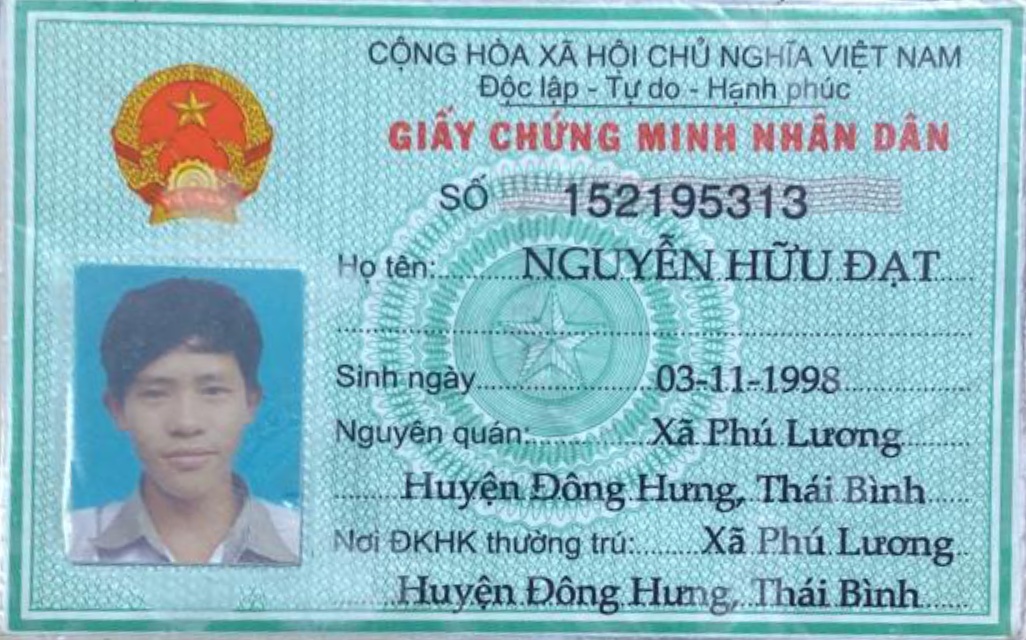 CỘNG HÒA XÃ HỘI CHỦ NGHĨA VIỆT NAM
Độc lập - Tự do - Hạnh phúc
GIẤY CHỨNG MINH NHÂN DÂN
SỐ 152195313
Họ tên: NGUYỄN HỮU ĐẠT
Sinh ngày 03-11-1998
Nguyên quán: Xã Phú Lương
Huyện Đông Hưng, Thái Bình
Nơi ĐKHK thường trú: Xã Phú Lương
Huyện Đông Hưng, Thái Bình